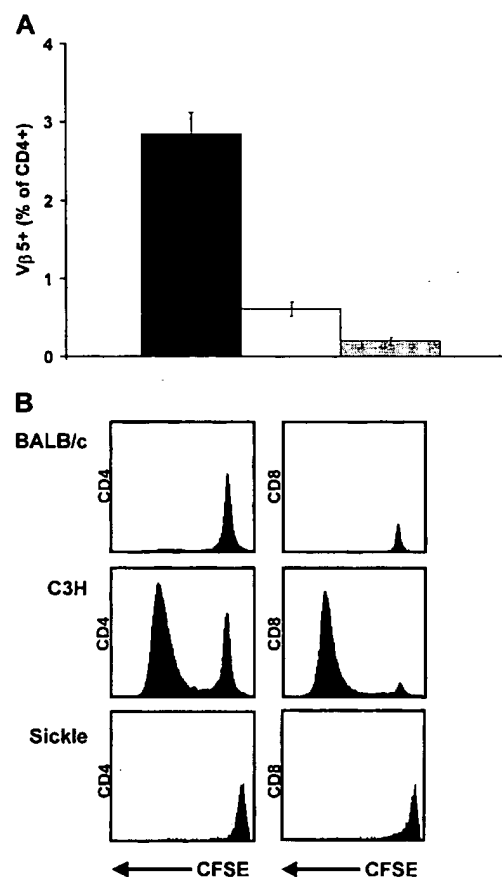 A
4
3
2
1
0
Vβ 5+ (% of CD4+)
B
BALB/c
CD4
CD8
C3H
CD4
CD8
Sickle
CD4
CD8
CFSE
CFSE